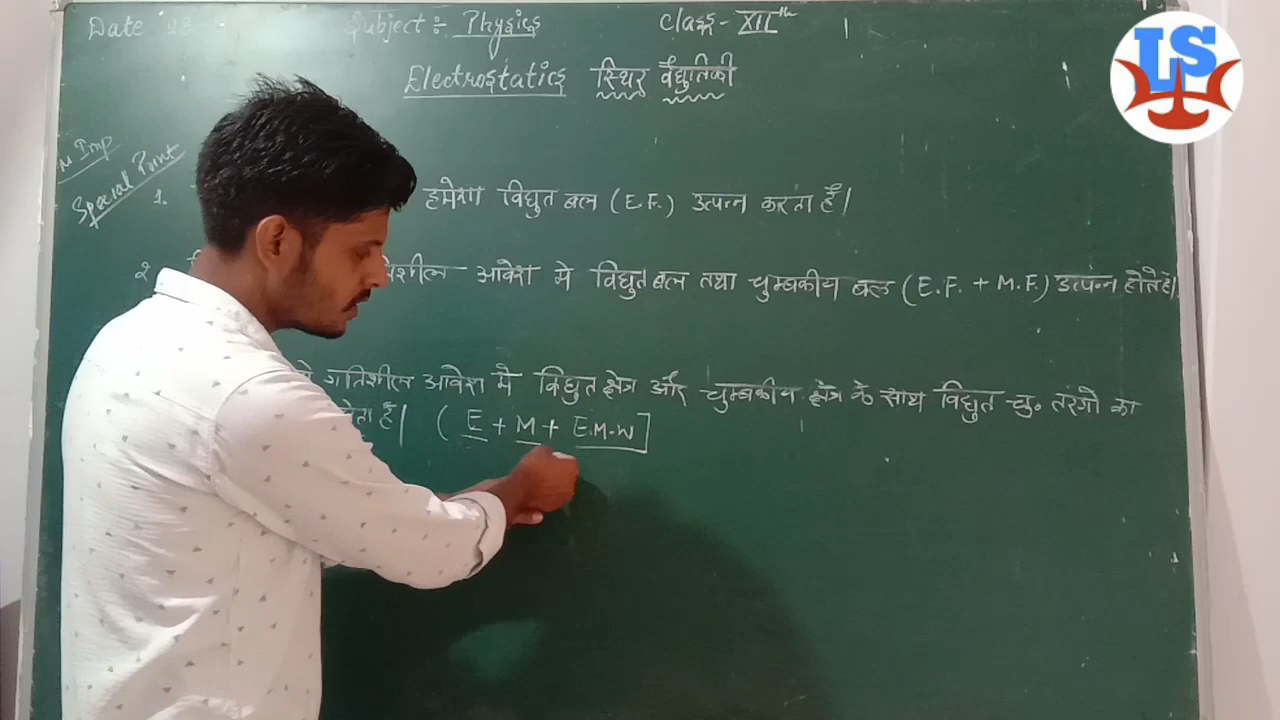 Date 28 Subject :- Physics Class - XII th
Electrostatics स्थिर वैद्युतिकी
Imp
Special Point
1. हमेशा विद्युत बल (E.F.) उत्पन्न करता है।
2. आवेश मे विद्युत बल तथा चुम्बकीय बल (E.F. + M.F.) उत्पन्न होते है।
गतिशील आवेश मे विद्युत क्षेत्र और चुम्बकीय क्षेत्र के साथ विद्युत चु॰ तरंगो का
है। ( E + M + E.M.W ]
LS